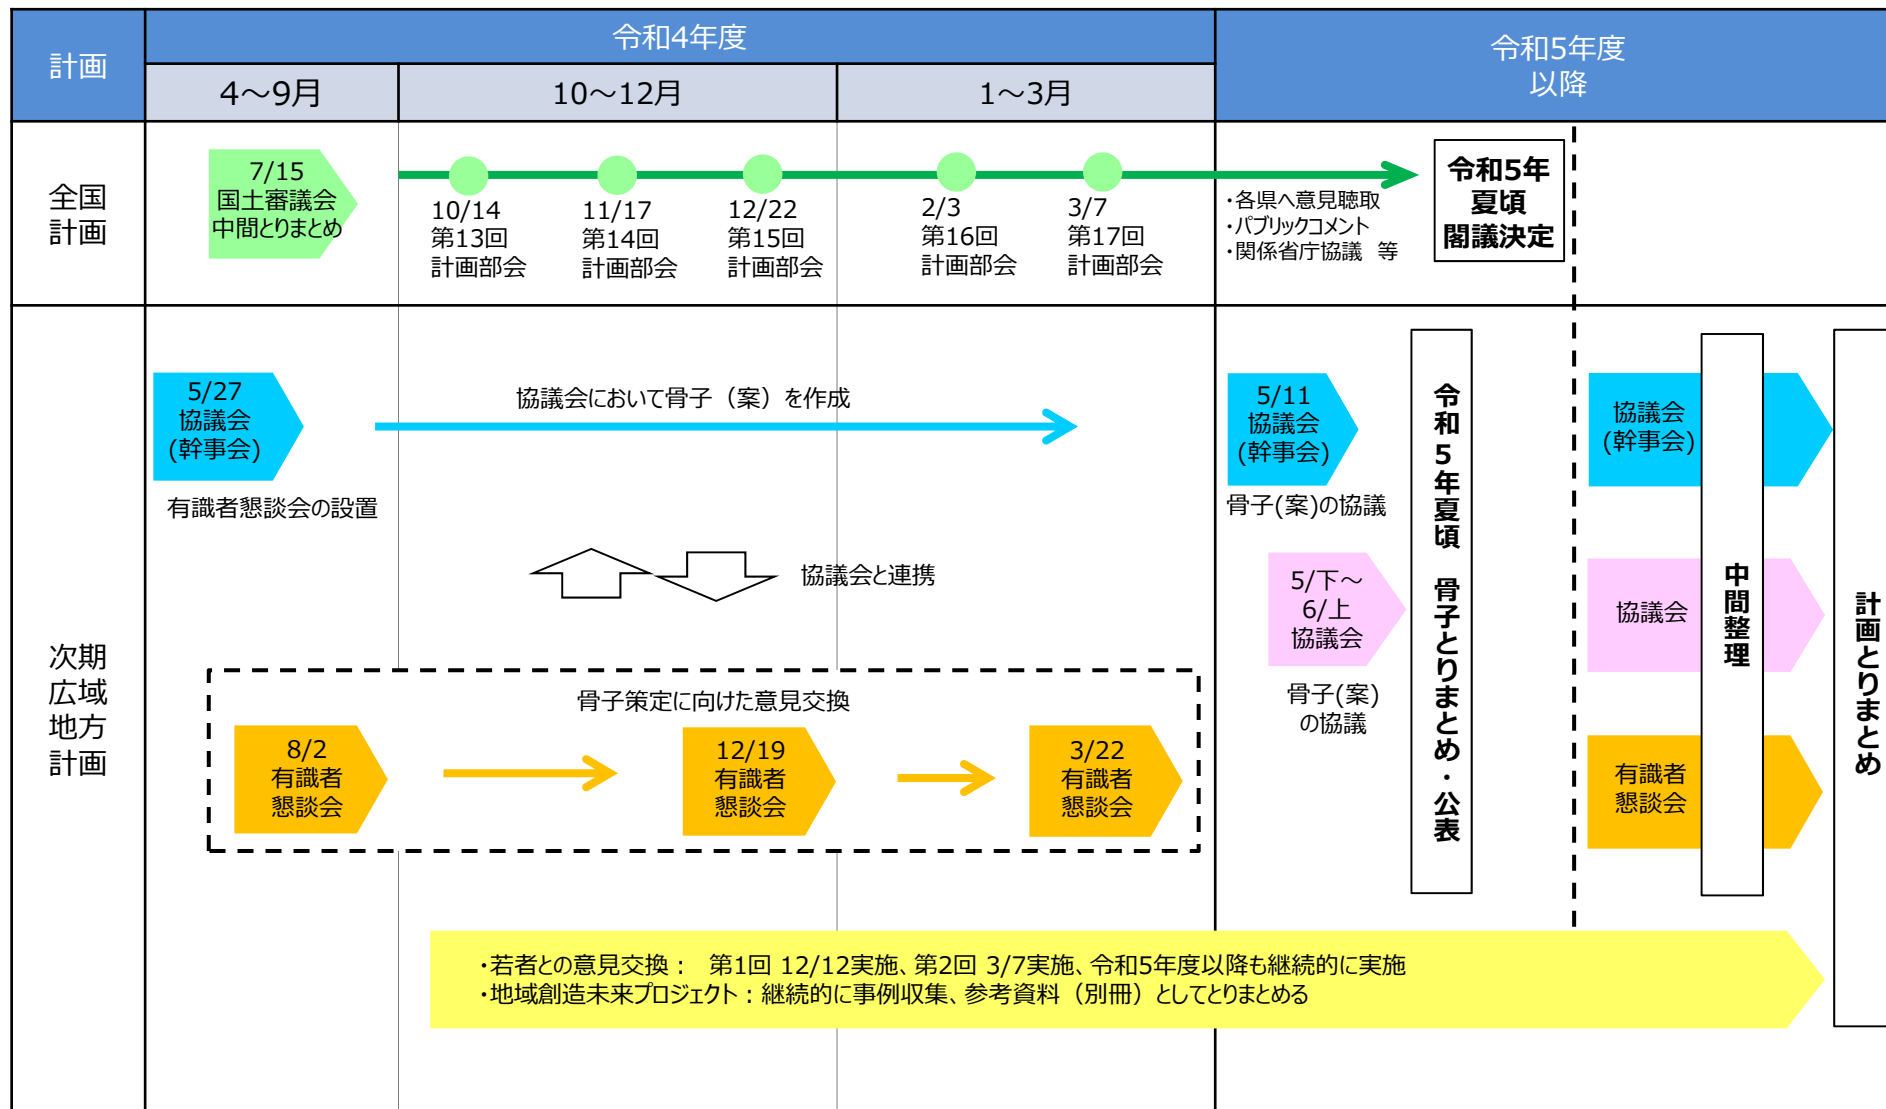 計画
令和4年度
令和5年度
以降
4～9月
10～12月
1～3月
全国
計画
7/15
国土審議会
中間とりまとめ
10/14
第13回
計画部会
11/17
第14回
計画部会
12/22
第15回
計画部会
2/3
第16回
計画部会
3/7
第17回
計画部会
・各県へ意見聴取
・パブリックコメント
・関係省庁協議　等
令和5年
夏頃
閣議決定
次期
広域
地方
計画
5/27
協議会
(幹事会)
有識者懇談会の設置
協議会において骨子（案）を作成
協議会と連携
骨子策定に向けた意見交換
8/2
有識者
懇談会
12/19
有識者
懇談会
3/22
有識者
懇談会
5/11
協議会
(幹事会)
骨子(案)の協議
5/下～
6/上
協議会
骨子(案)
の協議
令和5年夏頃　骨子とりまとめ・公表
協議会
(幹事会)
協議会
有識者
懇談会
中間整理
計画とりまとめ
・若者との意見交換：　第1回 12/12実施、第2回 3/7実施、令和5年度以降も継続的に実施
・地域創造未来プロジェクト：継続的に事例収集、参考資料（別冊）としてとりまとめる